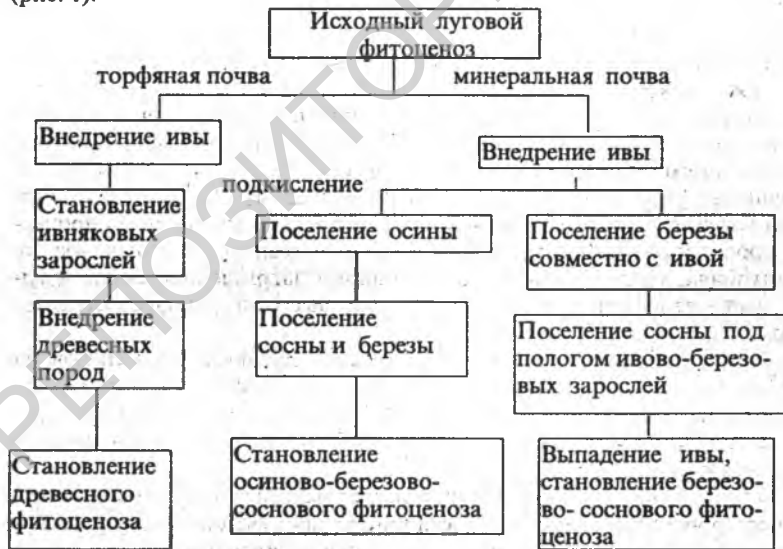 (рис. 1).
Исходный луговой
фитоценоз
торфяная почва
минеральная почва
Внедрение ивы
Внедрение ивы
подкисление
Становление
ивняковых
зарослей
Поселение осины
Поселение березы
совместно с ивой
Внедрение
древесных
пород
Поселение
сосны и березы
Поселение сосны под
пологом ивово-березо-
вых зарослей
Становление
древесного
фитоценоза
Становление
осиново-березово-
соснового фитоценоза
Выпадение ивы,
становление березо-
во- соснового фито-
ценоза
РЕПОЗИТОР